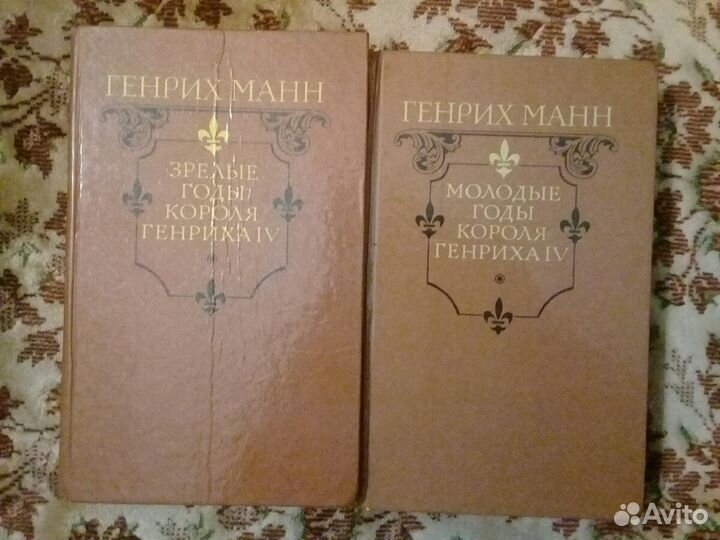 ГЕНРИХ МАНН
ЗРЕЛЫЕ
ГОДЫ
КОРОЛЯ
ГЕНРИХА IV
ГЕНРИХ МАНН
МОЛОДЫЕ
ГОДЫ
КОРОЛЯ
ГЕНРИХА IV
Avito